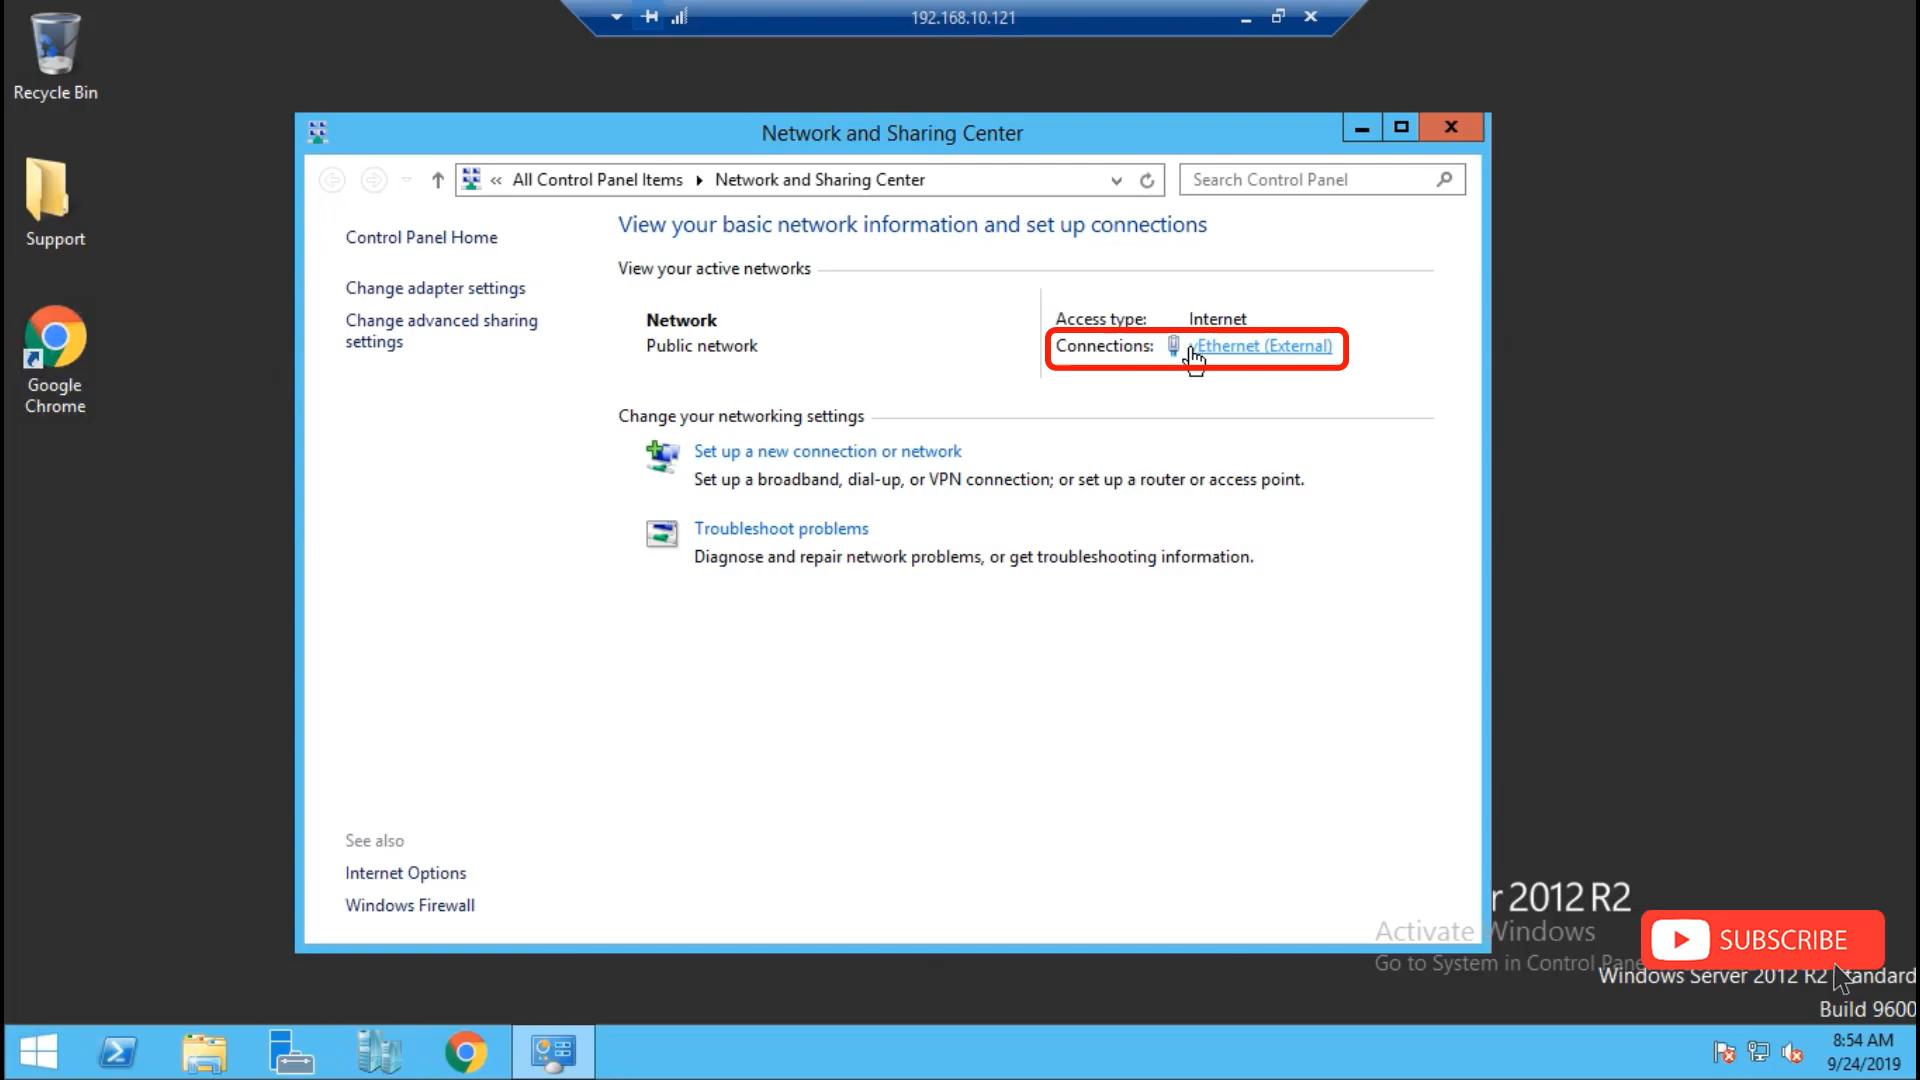 192.168.10.121
Recycle Bin
Support
Google
Chrome
Network and Sharing Center
« All Control Panel Items Network and Sharing Center
Search Control Panel
Control Panel Home
Change adapter settings
Change advanced sharing
settings
View your basic network information and set up connections
View your active networks
Network
Public network
Access type: Internet
Connections: vEthernet (External)
Change your networking settings
Set up a new connection or network
Set up a broadband, dial-up, or VPN connection; or set up a router or access point.
Troubleshoot problems
Diagnose and repair network problems, or get troubleshooting information.
See also
Internet Options
Windows Firewall
r 2012 R2
Activate Windows
Go to System in Control Pane
SUBSCRIBE
Windows Server 2012 R2 Standard
Build 9600
8:54 AM
9/24/2019